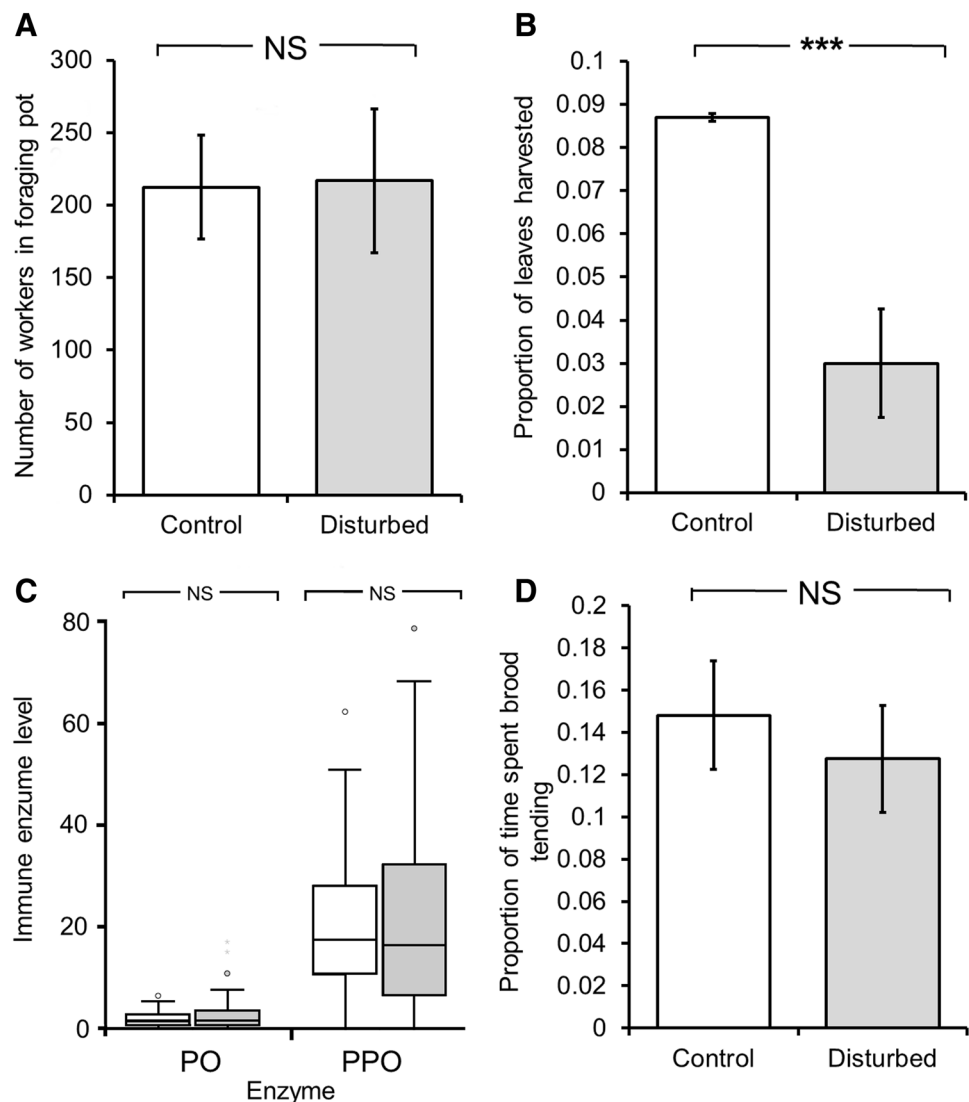 A
NS
Number of workers in foraging pot
300
250
200
150
100
50
0
Control Disturbed
B
***
Proportion of leaves harvested
0.1
0.09
0.08
0.07
0.06
0.05
0.04
0.03
0.02
0.01
0
Control Disturbed
C
NS NS
Immune enzyme level
80
60
40
20
0
PO PPO
Enzyme
D
NS
Proportion of time spent brood
tending
0.2
0.18
0.16
0.14
0.12
0.1
0.08
0.06
0.04
0.02
0
Control Disturbed